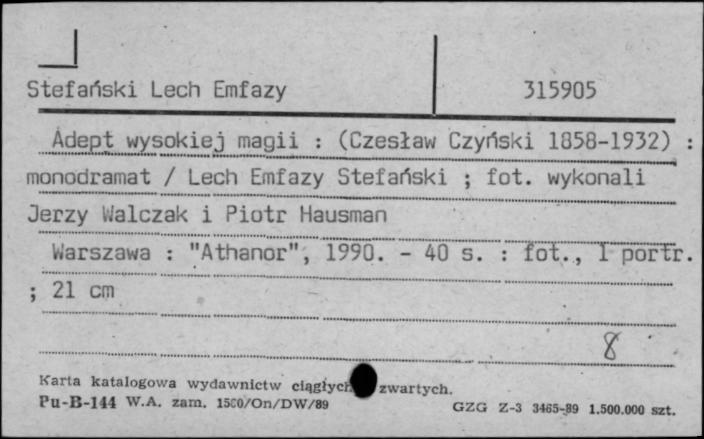 Stefański Lech Emfazy 315905
Adept wysokiej magii : (Czesław Czyński 1858-1932) :
monodramat / Lech Emfazy Stefański ; fot. wykonali
Jerzy Walczak i Piotr Hausman
Warszawa : "Athanor", 1990. - 40 s. : fot., 1 portr.
; 21 cm
8
Karta katalogowa wydawnictw ciągłych zwartych.
Pu-B-144 W.A. zam. 1500/On/DW/89 GZG Z-3 3465-89 1.500.000 szt.